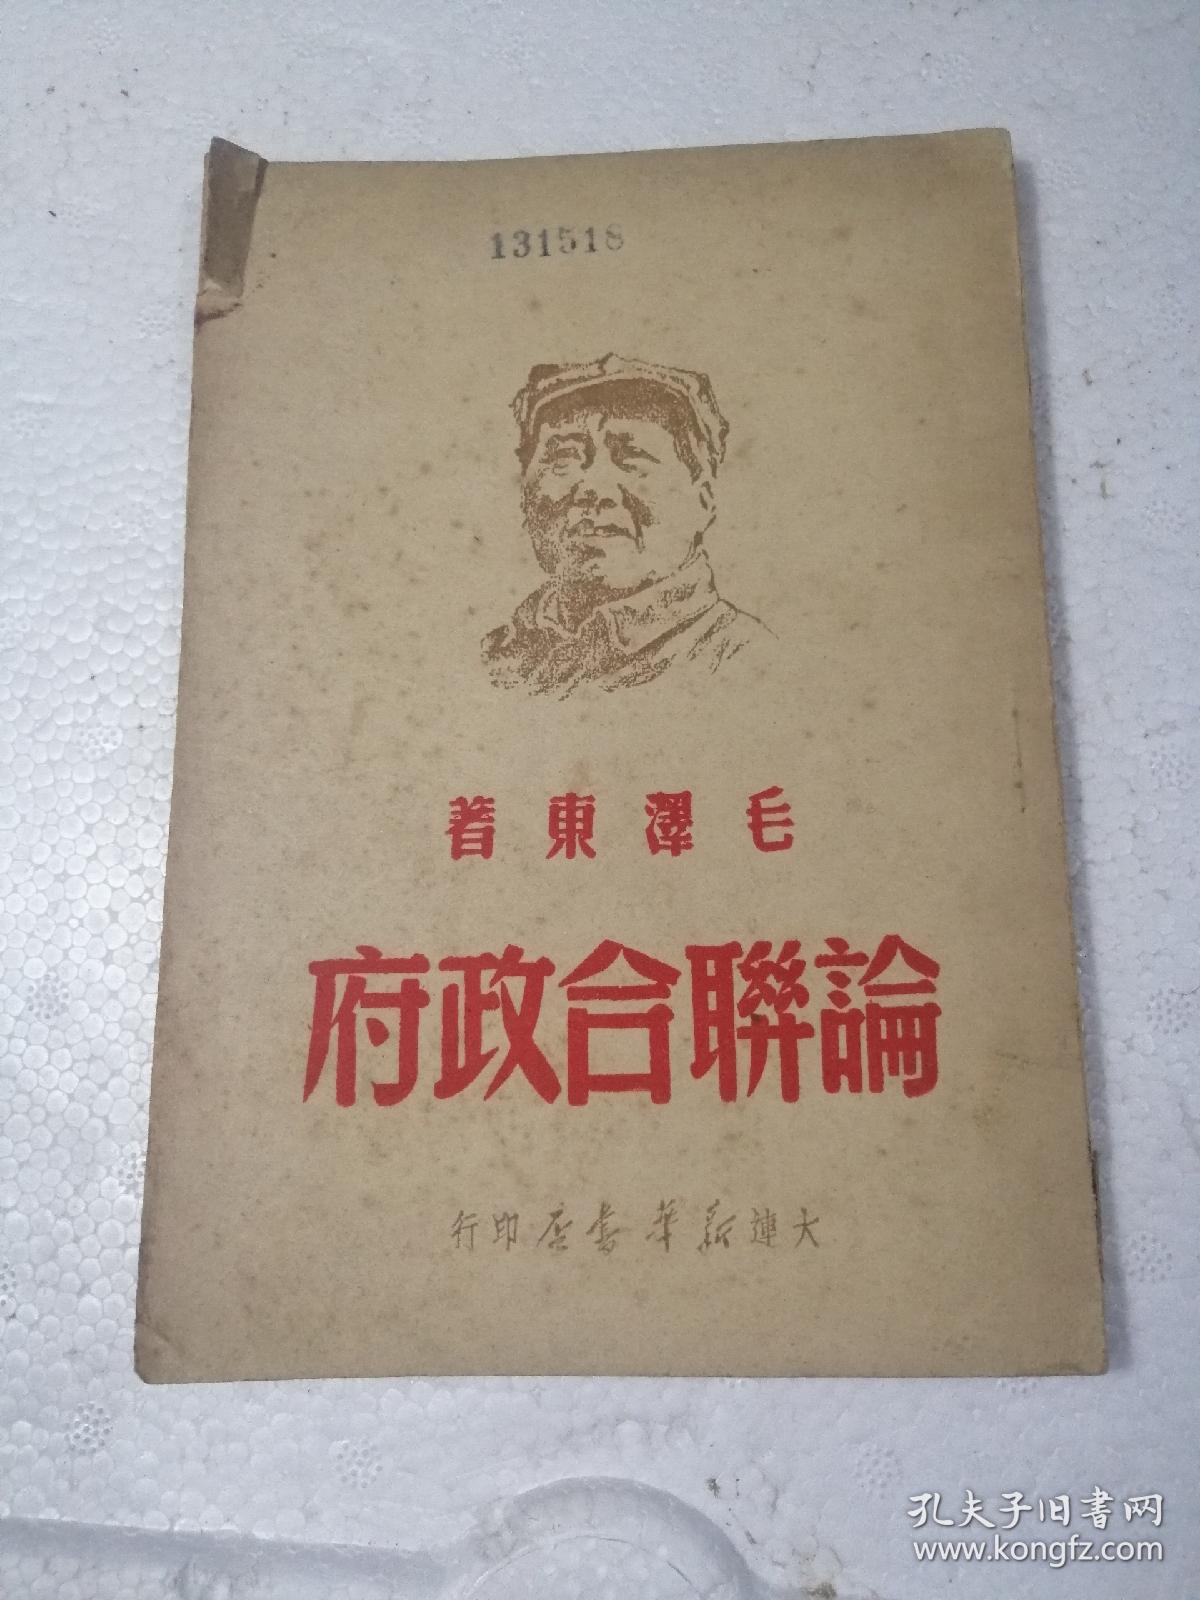 131518
毛澤東著
論聯合政府
大連新華書店印行
孔夫子旧书网
www.kongfz.com